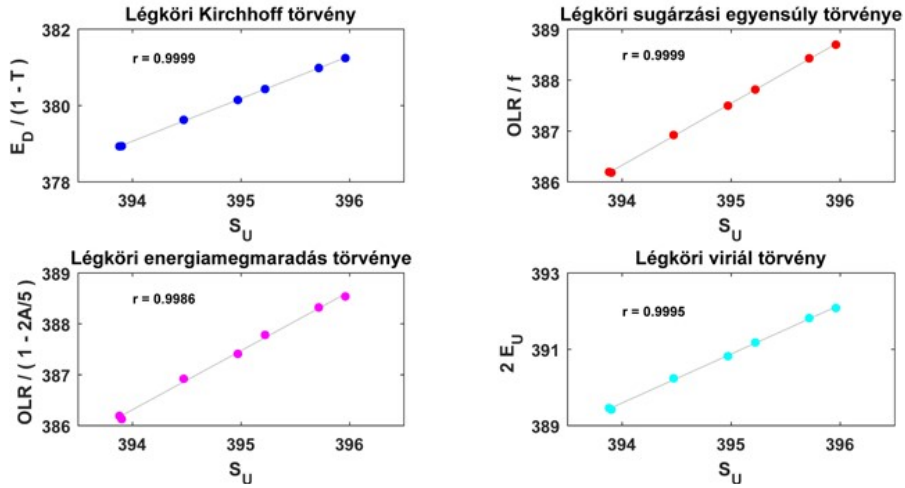 Légköri Kirchhoff törvény
382
380
378
E_D / (1 - T)
r = 0.9999
394
395
396
S_U
Légköri sugárzási egyensúly törvénye
389
388
387
386
OLR / f
r = 0.9999
394
395
396
S_U
Légköri energiamegmaradás törvénye
389
388
387
386
OLR / ( 1 - 2A/5)
r = 0.9986
394
395
396
S_U
Légköri viriál törvény
393
391
389
2 E_U
r = 0.9995
394
395
396
S_U